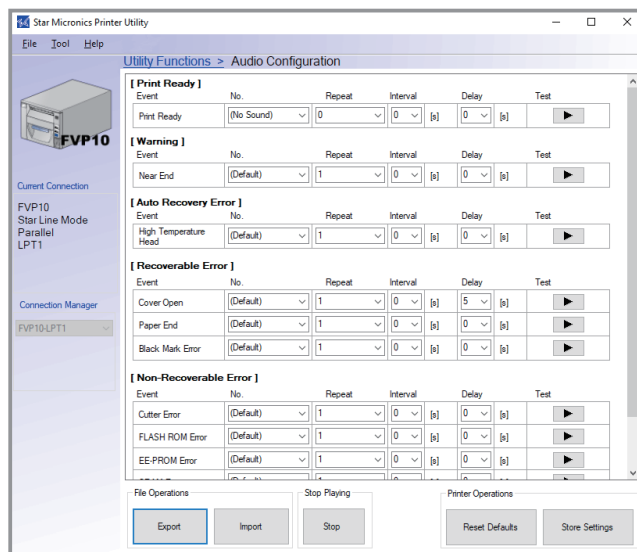 Star Micronics Printer Utility
File Tool Help
Utility Functions > Audio Configuration
FVP10
Current Connection
FVP10
Star Line Mode
Parallel
LPT1
Connection Manager
FVP10-LPT1
[ Print Ready ]
Event No. Repeat Interval Delay Test
Print Ready (No Sound) 0 0 [s] 0 [s]
[ Warning ]
Event No. Repeat Interval Delay Test
Near End (Default) 1 0 [s] 0 [s]
[ Auto Recovery Error ]
Event No. Repeat Interval Delay Test
High Temperature
Head (Default) 1 0 [s] 0 [s]
[ Recoverable Error ]
Event No. Repeat Interval Delay Test
Cover Open (Default) 1 0 [s] 5 [s]
Paper End (Default) 1 0 [s] 0 [s]
Black Mark Error (Default) 1 0 [s] 0 [s]
[ Non-Recoverable Error ]
Event No. Repeat Interval Delay Test
Cutter Error (Default) 1 0 [s] 0 [s]
FLASH ROM Error (Default) 1 0 [s] 0 [s]
EE-PROM Error (Default) 1 0 [s] 0 [s]
File Operations Stop Playing Printer Operations
Export Import Stop Reset Defaults Store Settings